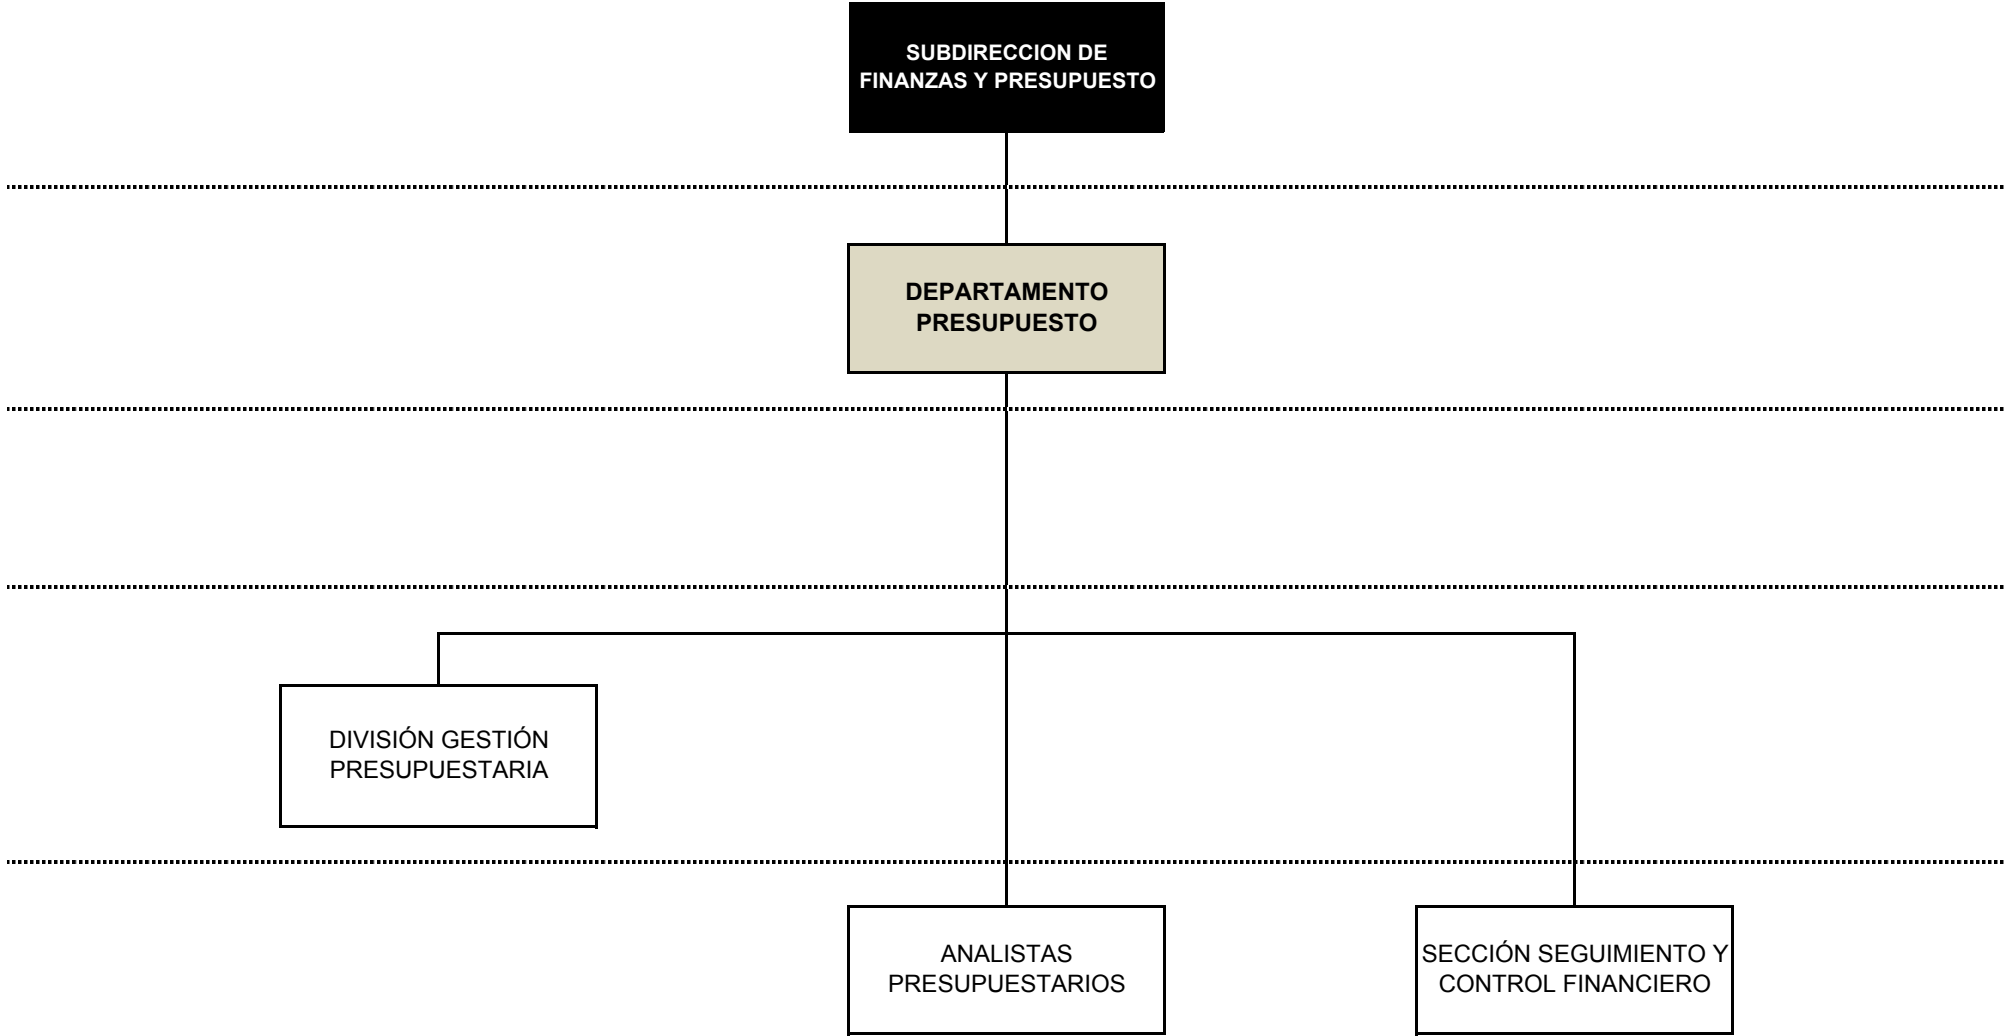 SUBDIRECCION DE
FINANZAS Y PRESUPUESTO
DEPARTAMENTO
PRESUPUESTO
DIVISIÓN GESTIÓN
PRESUPUESTARIA
ANALISTAS
PRESUPUESTARIOS
SECCIÓN SEGUIMIENTO Y
CONTROL FINANCIERO